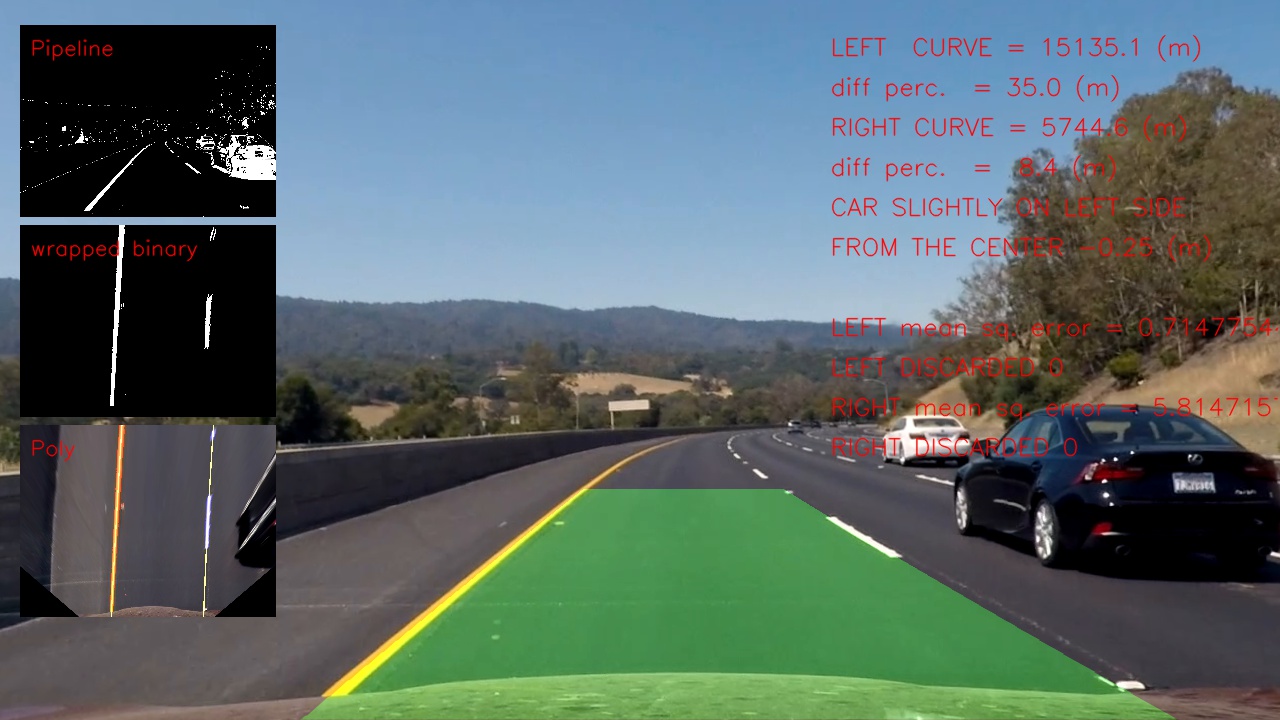 Pipeline
wrapped binary
Poly
LEFT CURVE = 15135.1 (m)
diff perc. = 35.0 (m)
RIGHT CURVE = 5744.6 (m)
diff perc. = 8.4 (m)
CAR SLIGHTLY ON LEFT SIDE
FROM THE CENTER -0.25 (m)
LEFT mean sq. error = 0.7147754
LEFT DISCARDED 0
RIGHT mean sq. error = 5.814715
RIGHT DISCARDED 0